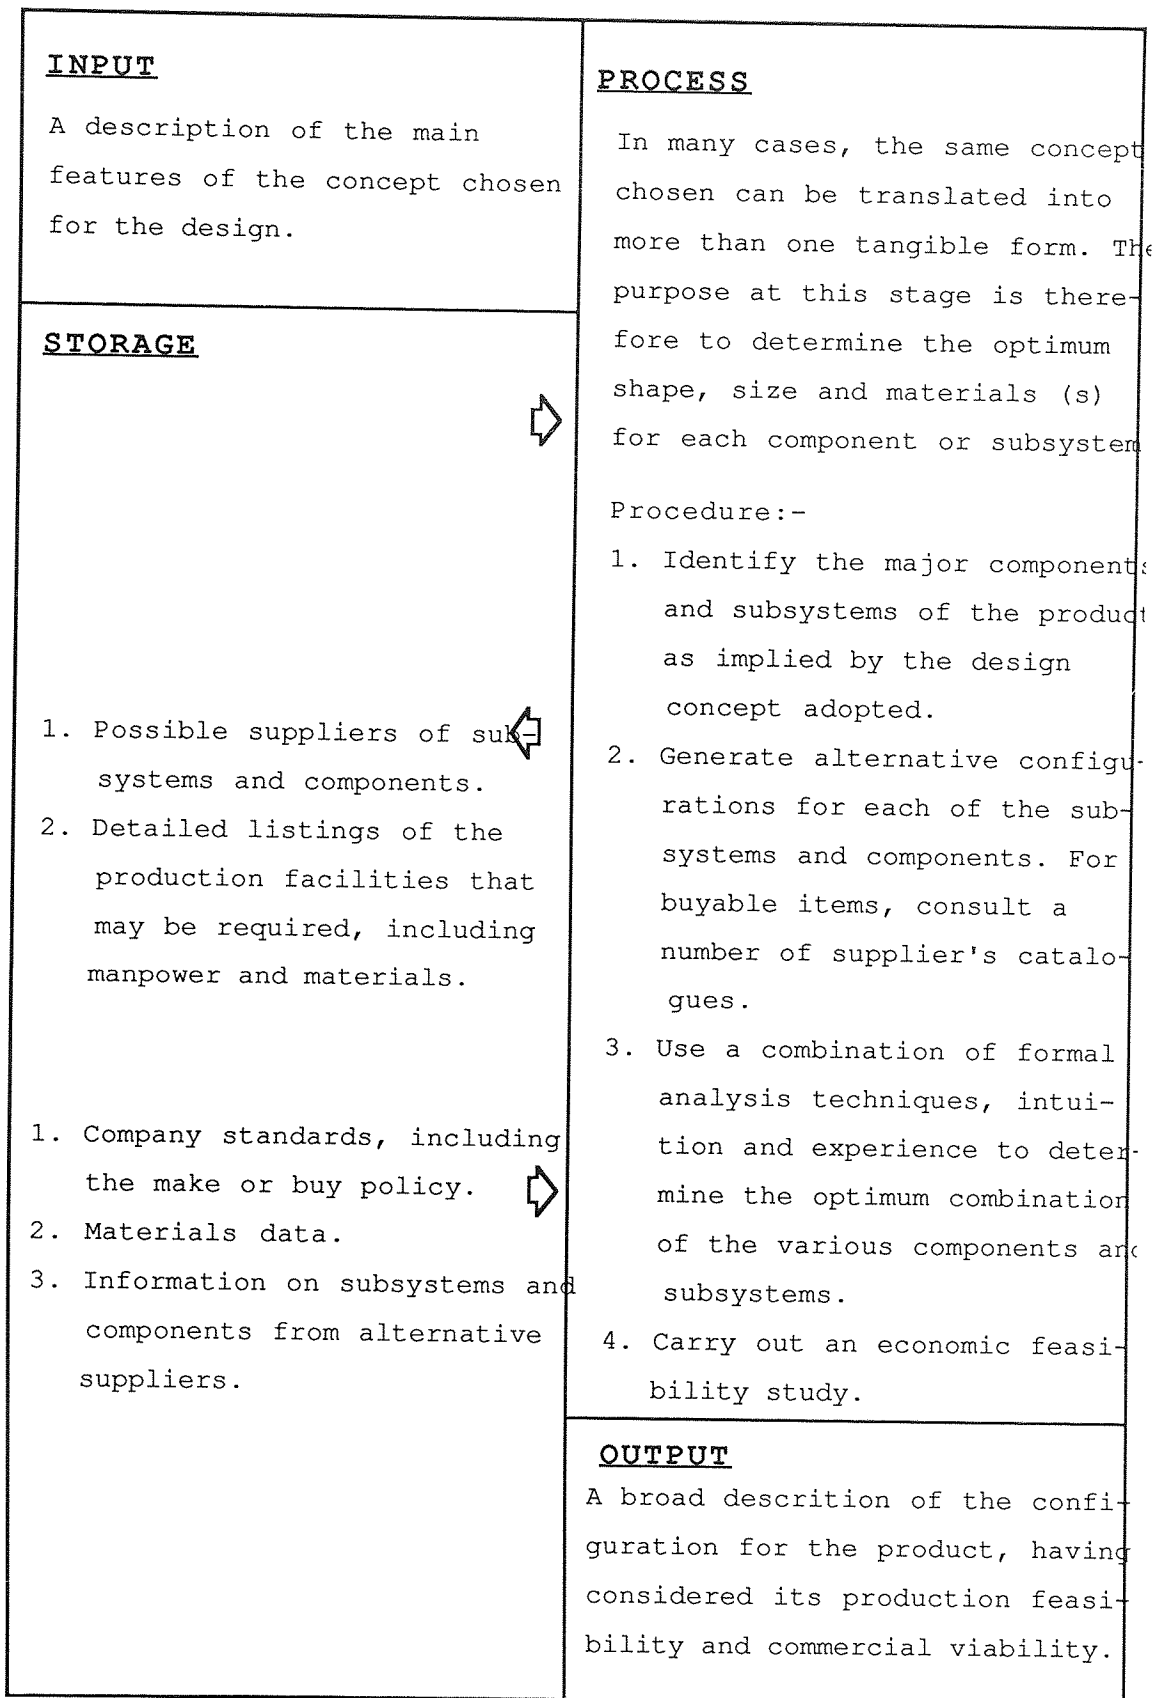 INPUT
A description of the main
features of the concept chosen
for the design.
STORAGE
1. Possible suppliers of sub-
systems and components.
2. Detailed listings of the
production facilities that
may be required, including
manpower and materials.
1. Company standards, including
the make or buy policy.
2. Materials data.
3. Information on subsystems and
components from alternative
suppliers.
PROCESS
In many cases, the same concept
chosen can be translated into
more than one tangible form. The
purpose at this stage is there-
fore to determine the optimum
shape, size and materials (s)
for each component or subsystem
Procedure:-
1. Identify the major components
and subsystems of the product
as implied by the design
concept adopted.
2. Generate alternative configu-
rations for each of the sub-
systems and components. For
buyable items, consult a
number of supplier's catalo-
gues.
3. Use a combination of formal
analysis techniques, intui-
tion and experience to deter-
mine the optimum combination
of the various components and
subsystems.
4. Carry out an economic feasi-
bility study.
OUTPUT
A broad descrition of the confi-
guration for the product, having
considered its production feasi-
bility and commercial viability.